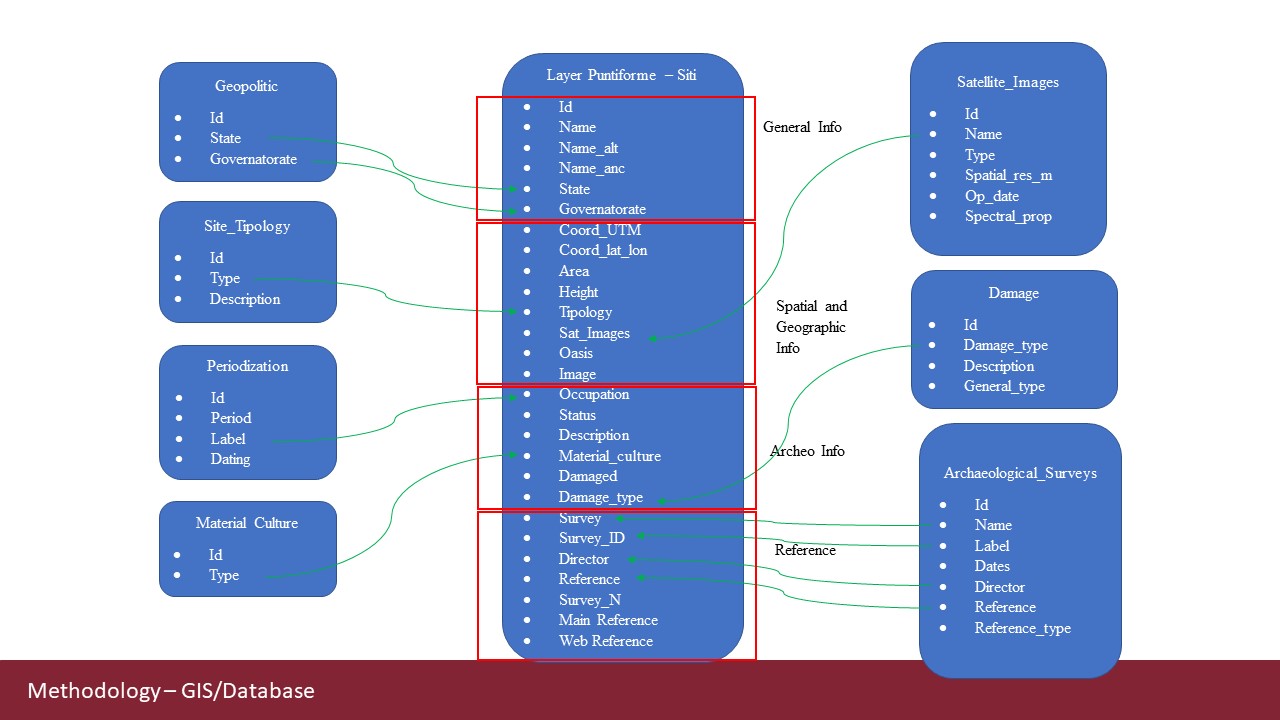 Geopolitic
• Id
• State
• Governatorate
Site_Tipology
• Id
• Type
• Description
Periodization
• Id
• Period
• Label
• Dating
Material Culture
• Id
• Type
Layer Puntiforme – Siti
• Id
• Name
• Name_alt
• Name_anc
• State
• Governatorate
• Coord_UTM
• Coord_lat_lon
• Area
• Height
• Tipology
• Sat_Images
• Oasis
• Image
• Occupation
• Status
• Description
• Material_culture
• Damaged
• Damage_type
• Survey
• Survey_ID
• Director
• Reference
• Survey_N
• Main Reference
• Web Reference
General Info
Spatial and
Geographic
Info
Archeo Info
Reference
Satellite_Images
• Id
• Name
• Type
• Spatial_res_m
• Op_date
• Spectral_prop
Damage
• Id
• Damage_type
• Description
• General_type
Archaeological_Surveys
• Id
• Name
• Label
• Dates
• Director
• Reference
• Reference_type
Methodology – GIS/Database